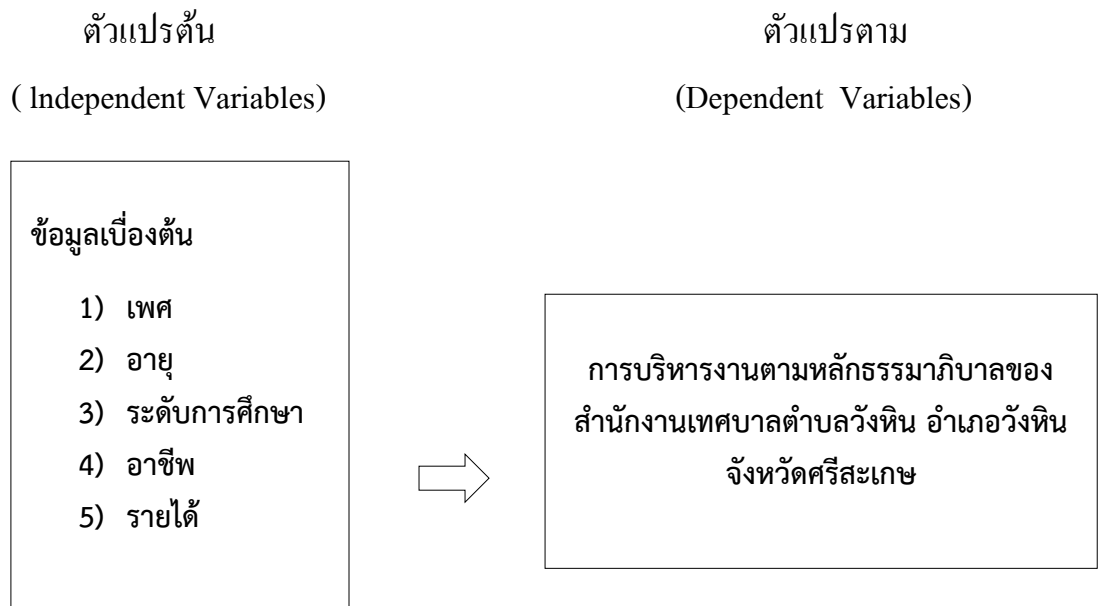 ตัวแปรต้น
( Independent Variables)
ตัวแปรตาม
(Dependent Variables)
ข้อมูลเบื่องต้น
1) เพศ
2) อายุ
3) ระดับการศึกษา
4) อาชีพ
5) รายได้
การบริหารงานตามหลักธรรมาภิบาลของ
สำนักงานเทศบาลตำบลวังหิน อำเภอวังหิน
จังหวัดศรีสะเกษ